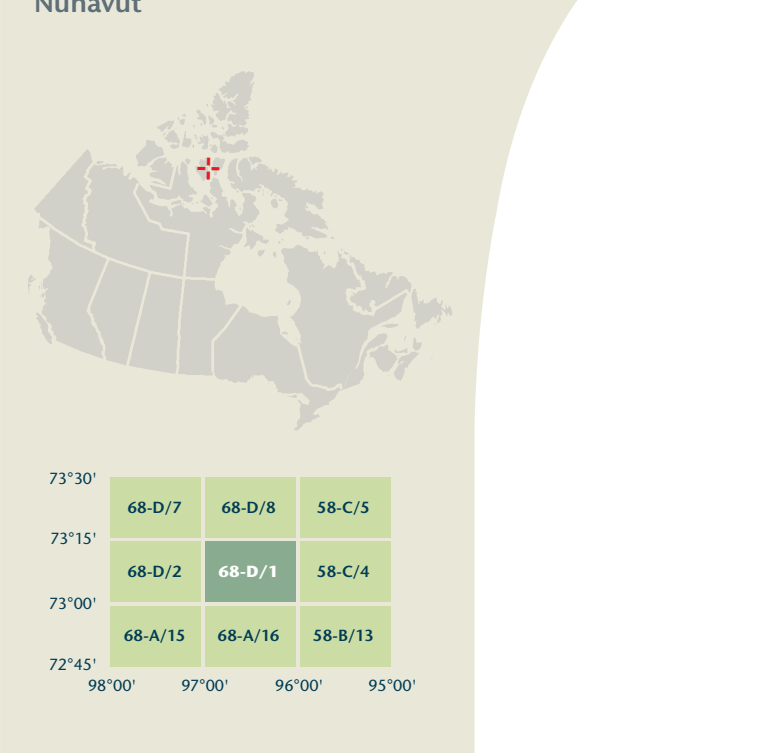 Nunavut
73°30'
68-D/7 68-D/8 58-C/5
73°15'
68-D/2 68-D/1 58-C/4
73°00'
68-A/15 68-A/16 58-B/13
72°45'
98°00' 97°00' 96°00' 95°00'